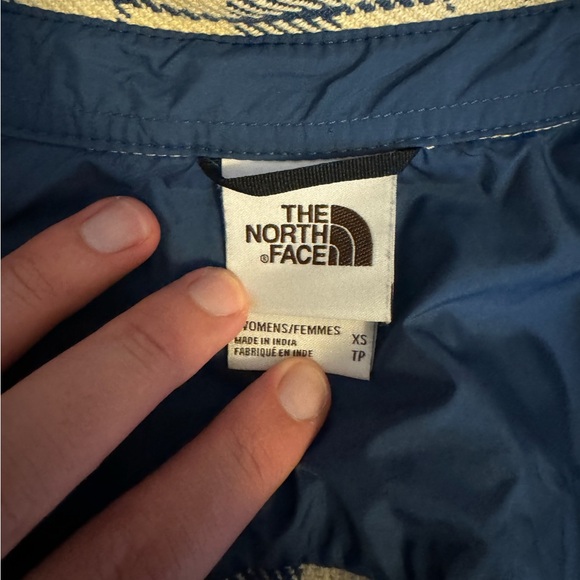 THE
NORTH
®FACE
WOMENS/FEMMES XS
MADE IN INDIA
FABRIQUÉ EN INDE TP